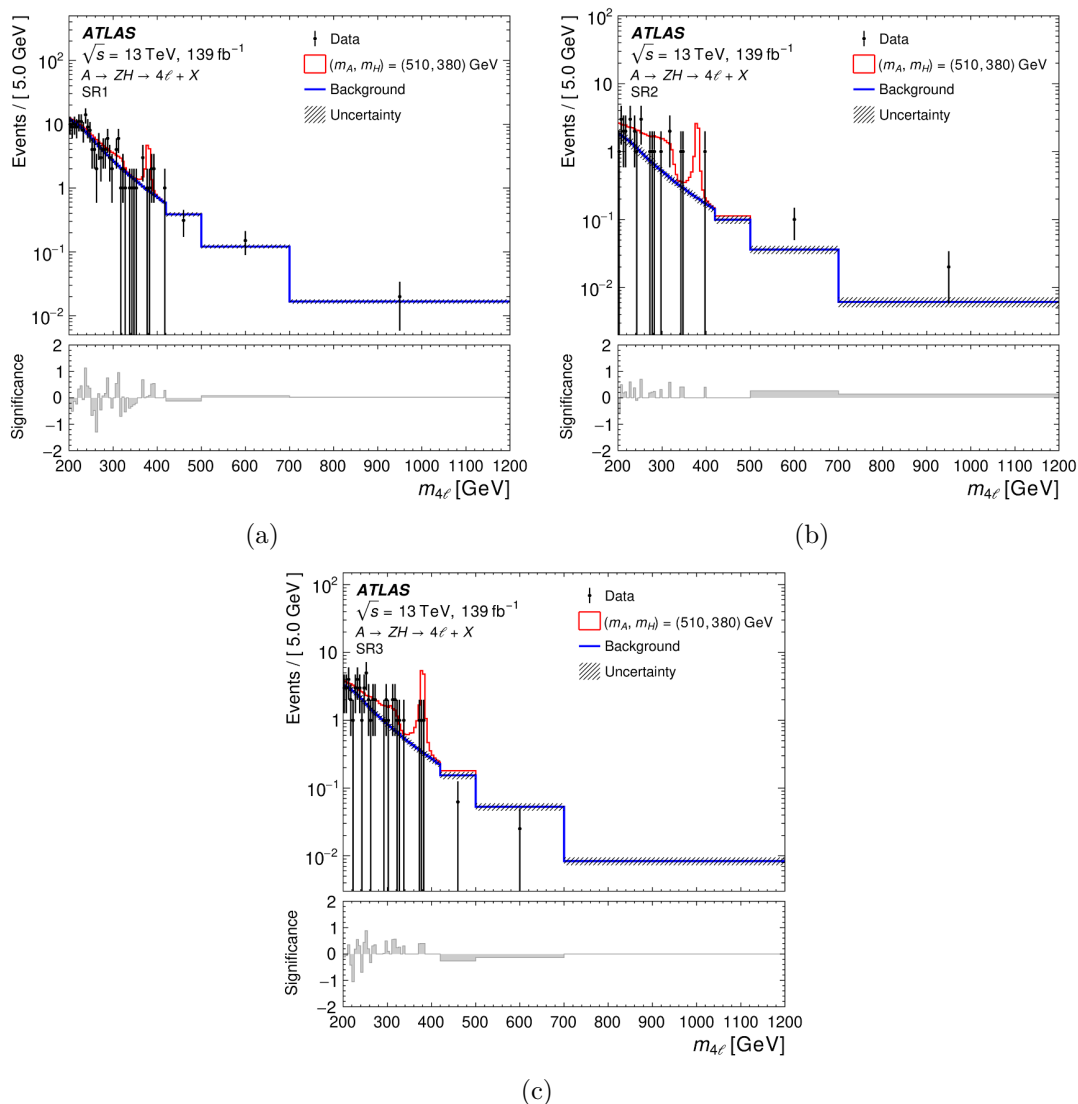 ATLAS
√s = 13 TeV, 139 fb⁻¹
A → ZH → 4ℓ + X
SR1
Data
(m_A, m_H) = (510, 380) GeV
Background
Uncertainty
Events / [ 5.0 GeV ]
10²
10
1
10⁻¹
10⁻²
Significance
2
1
0
−1
−2
200 300 400 500 600 700 800 900 1000 1100 1200
m_4ℓ [GeV]
(a)
ATLAS
√s = 13 TeV, 139 fb⁻¹
A → ZH → 4ℓ + X
SR2
Data
(m_A, m_H) = (510, 380) GeV
Background
Uncertainty
Events / [ 5.0 GeV ]
10²
10
1
10⁻¹
10⁻²
Significance
2
1
0
−1
−2
200 300 400 500 600 700 800 900 1000 1100 1200
m_4ℓ [GeV]
(b)
ATLAS
√s = 13 TeV, 139 fb⁻¹
A → ZH → 4ℓ + X
SR3
Data
(m_A, m_H) = (510, 380) GeV
Background
Uncertainty
Events / [ 5.0 GeV ]
10²
10
1
10⁻¹
10⁻²
Significance
2
1
0
−1
−2
200 300 400 500 600 700 800 900 1000 1100 1200
m_4ℓ [GeV]
(c)